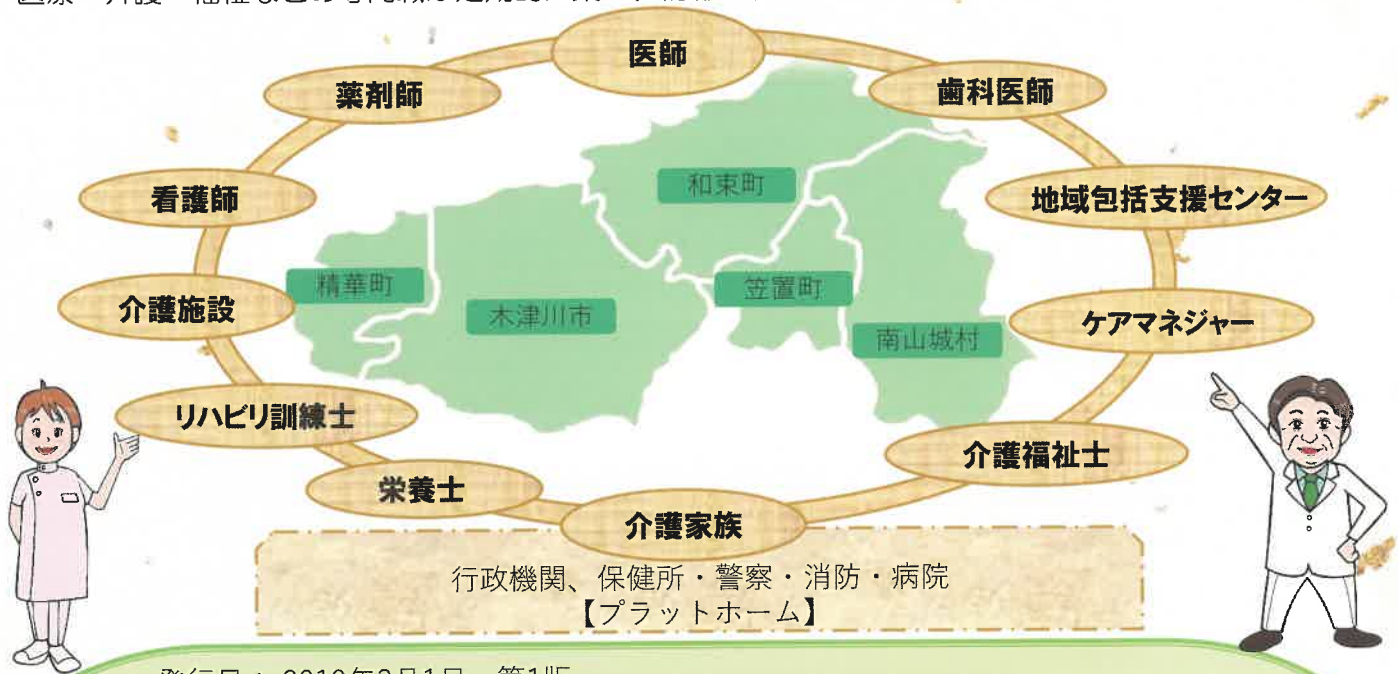 医師
薬剤師
歯科医師
看護師
和束町
地域包括支援センター
介護施設
精華町
木津川市
笠置町
南山城村
ケアマネジャー
リハビリ訓練士
介護福祉士
栄養士
介護家族
行政機関、保健所・警察・消防・病院
【プラットホーム】